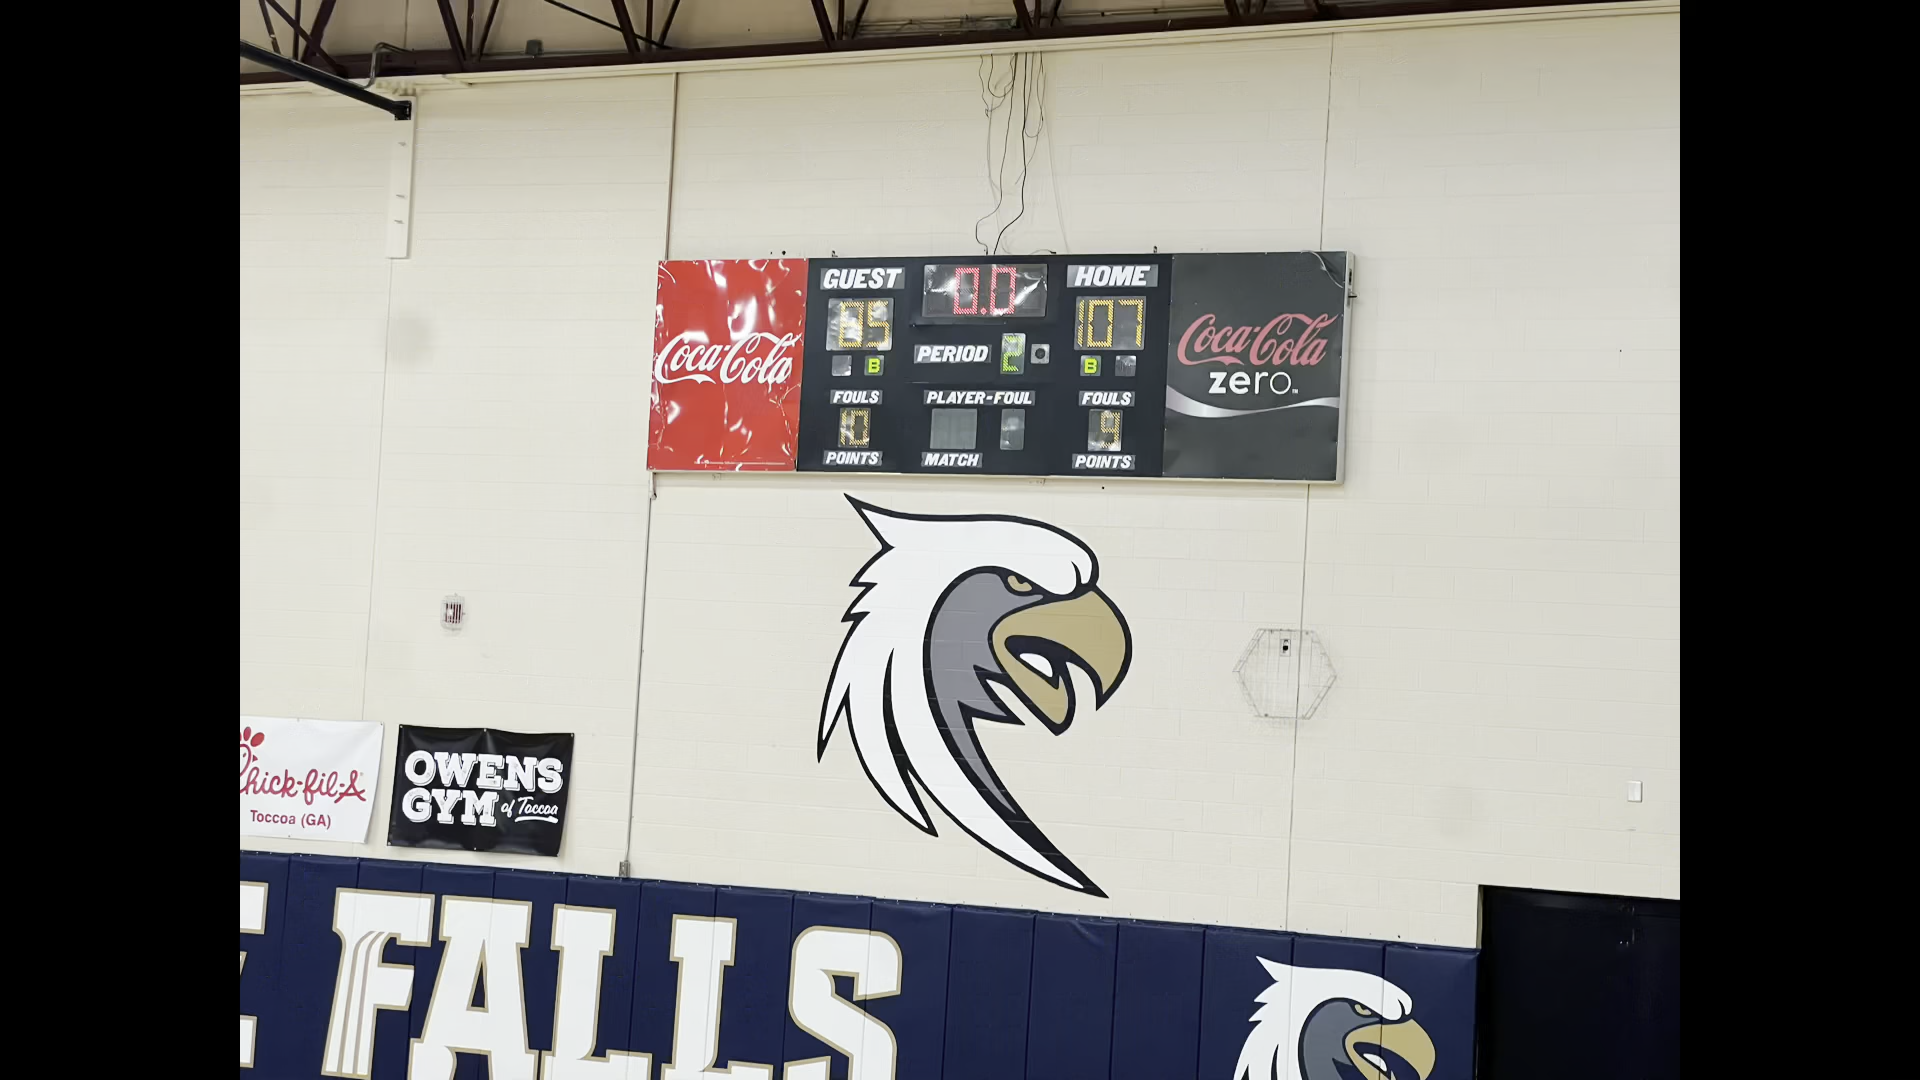 GUEST
0.0
HOME
85
107
PERIOD 2
B
B
Coca-Cola
Coca-Cola
zero™
FOULS
PLAYER-FOUL
FOULS
10
9
POINTS
MATCH
POINTS
Chick-fil-A
Toccoa (GA)
OWENS
GYM of Toccoa
FALLS